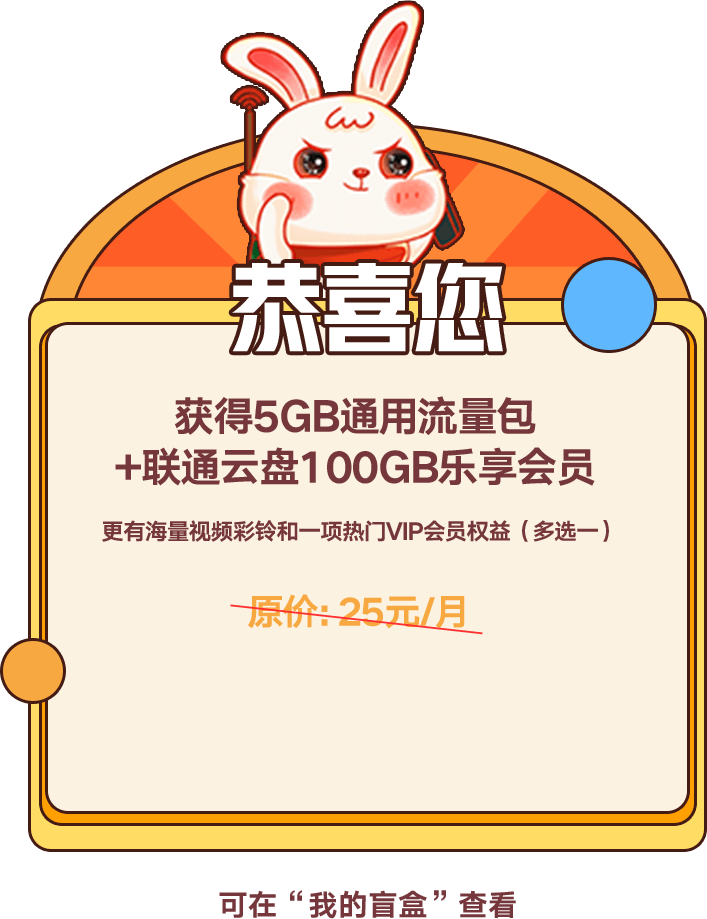 恭喜您
获得5GB通用流量包
+联通云盘100GB乐享会员
更有海量视频彩铃和一项热门VIP会员权益（多选一）
原价: 25元/月
可在“我的盲盒”查看